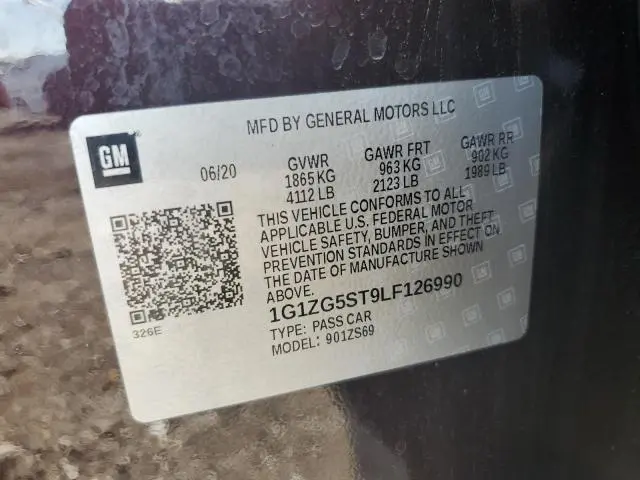 MFD BY GENERAL MOTORS LLC
GM
06/20 GVWR GAWR FRT GAWR RR
1865 KG 963 KG 902 KG
4112 LB 2123 LB 1989 LB
THIS VEHICLE CONFORMS TO ALL
APPLICABLE U.S. FEDERAL MOTOR
VEHICLE SAFETY, BUMPER, AND THEFT
PREVENTION STANDARDS IN EFFECT ON
THE DATE OF MANUFACTURE SHOWN
ABOVE.
1G1ZG5ST9LF126990
TYPE: PASS CAR
MODEL: 901ZS69
326E